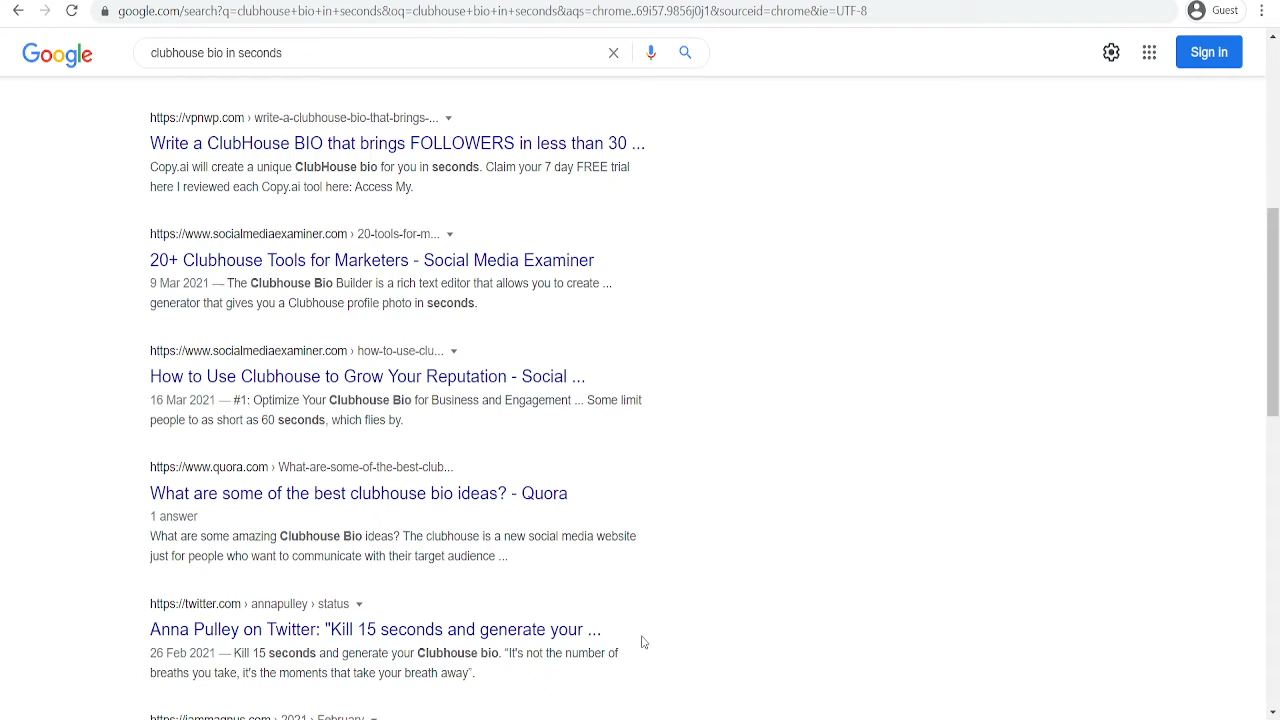 google.com/search?q=clubhouse+bio+in+seconds&oq=clubhouse+bio+in+seconds&aqs=chrome..69i57.9856j0j1&sourceid=chrome&ie=UTF-8
Guest
Google
clubhouse bio in seconds
Sign in
https://vpnwp.com › write-a-clubhouse-bio-that-brings-...
Write a ClubHouse BIO that brings FOLLOWERS in less than 30 ...
Copy.ai will create a unique ClubHouse bio for you in seconds. Claim your 7 day FREE trial
here I reviewed each Copy.ai tool here: Access My.
https://www.socialmediaexaminer.com › 20-tools-for-m...
20+ Clubhouse Tools for Marketers - Social Media Examiner
9 Mar 2021 — The Clubhouse Bio Builder is a rich text editor that allows you to create ...
generator that gives you a Clubhouse profile photo in seconds.
https://www.socialmediaexaminer.com › how-to-use-clu...
How to Use Clubhouse to Grow Your Reputation - Social ...
16 Mar 2021 — #1: Optimize Your Clubhouse Bio for Business and Engagement ... Some limit
people to as short as 60 seconds, which flies by.
https://www.quora.com › What-are-some-of-the-best-club...
What are some of the best clubhouse bio ideas? - Quora
1 answer
What are some amazing Clubhouse Bio ideas? The clubhouse is a new social media website
just for people who want to communicate with their target audience ...
https://twitter.com › annapulley › status
Anna Pulley on Twitter: "Kill 15 seconds and generate your ...
26 Feb 2021 — Kill 15 seconds and generate your Clubhouse bio. “It's not the number of
breaths you take, it's the moments that take your breath away”.
https://iammagnus.com › 2021 › February